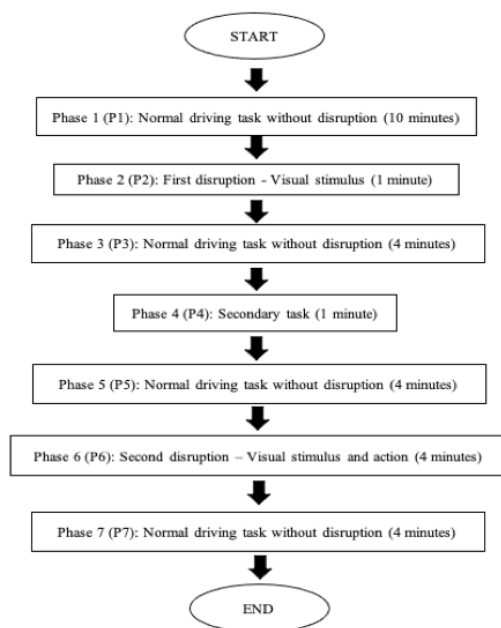 START
Phase 1 (P1): Normal driving task without disruption (10 minutes)
Phase 2 (P2): First disruption - Visual stimulus (1 minute)
Phase 3 (P3): Normal driving task without disruption (4 minutes)
Phase 4 (P4): Secondary task (1 minute)
Phase 5 (P5): Normal driving task without disruption (4 minutes)
Phase 6 (P6): Second disruption – Visual stimulus and action (4 minutes)
Phase 7 (P7): Normal driving task without disruption (4 minutes)
END